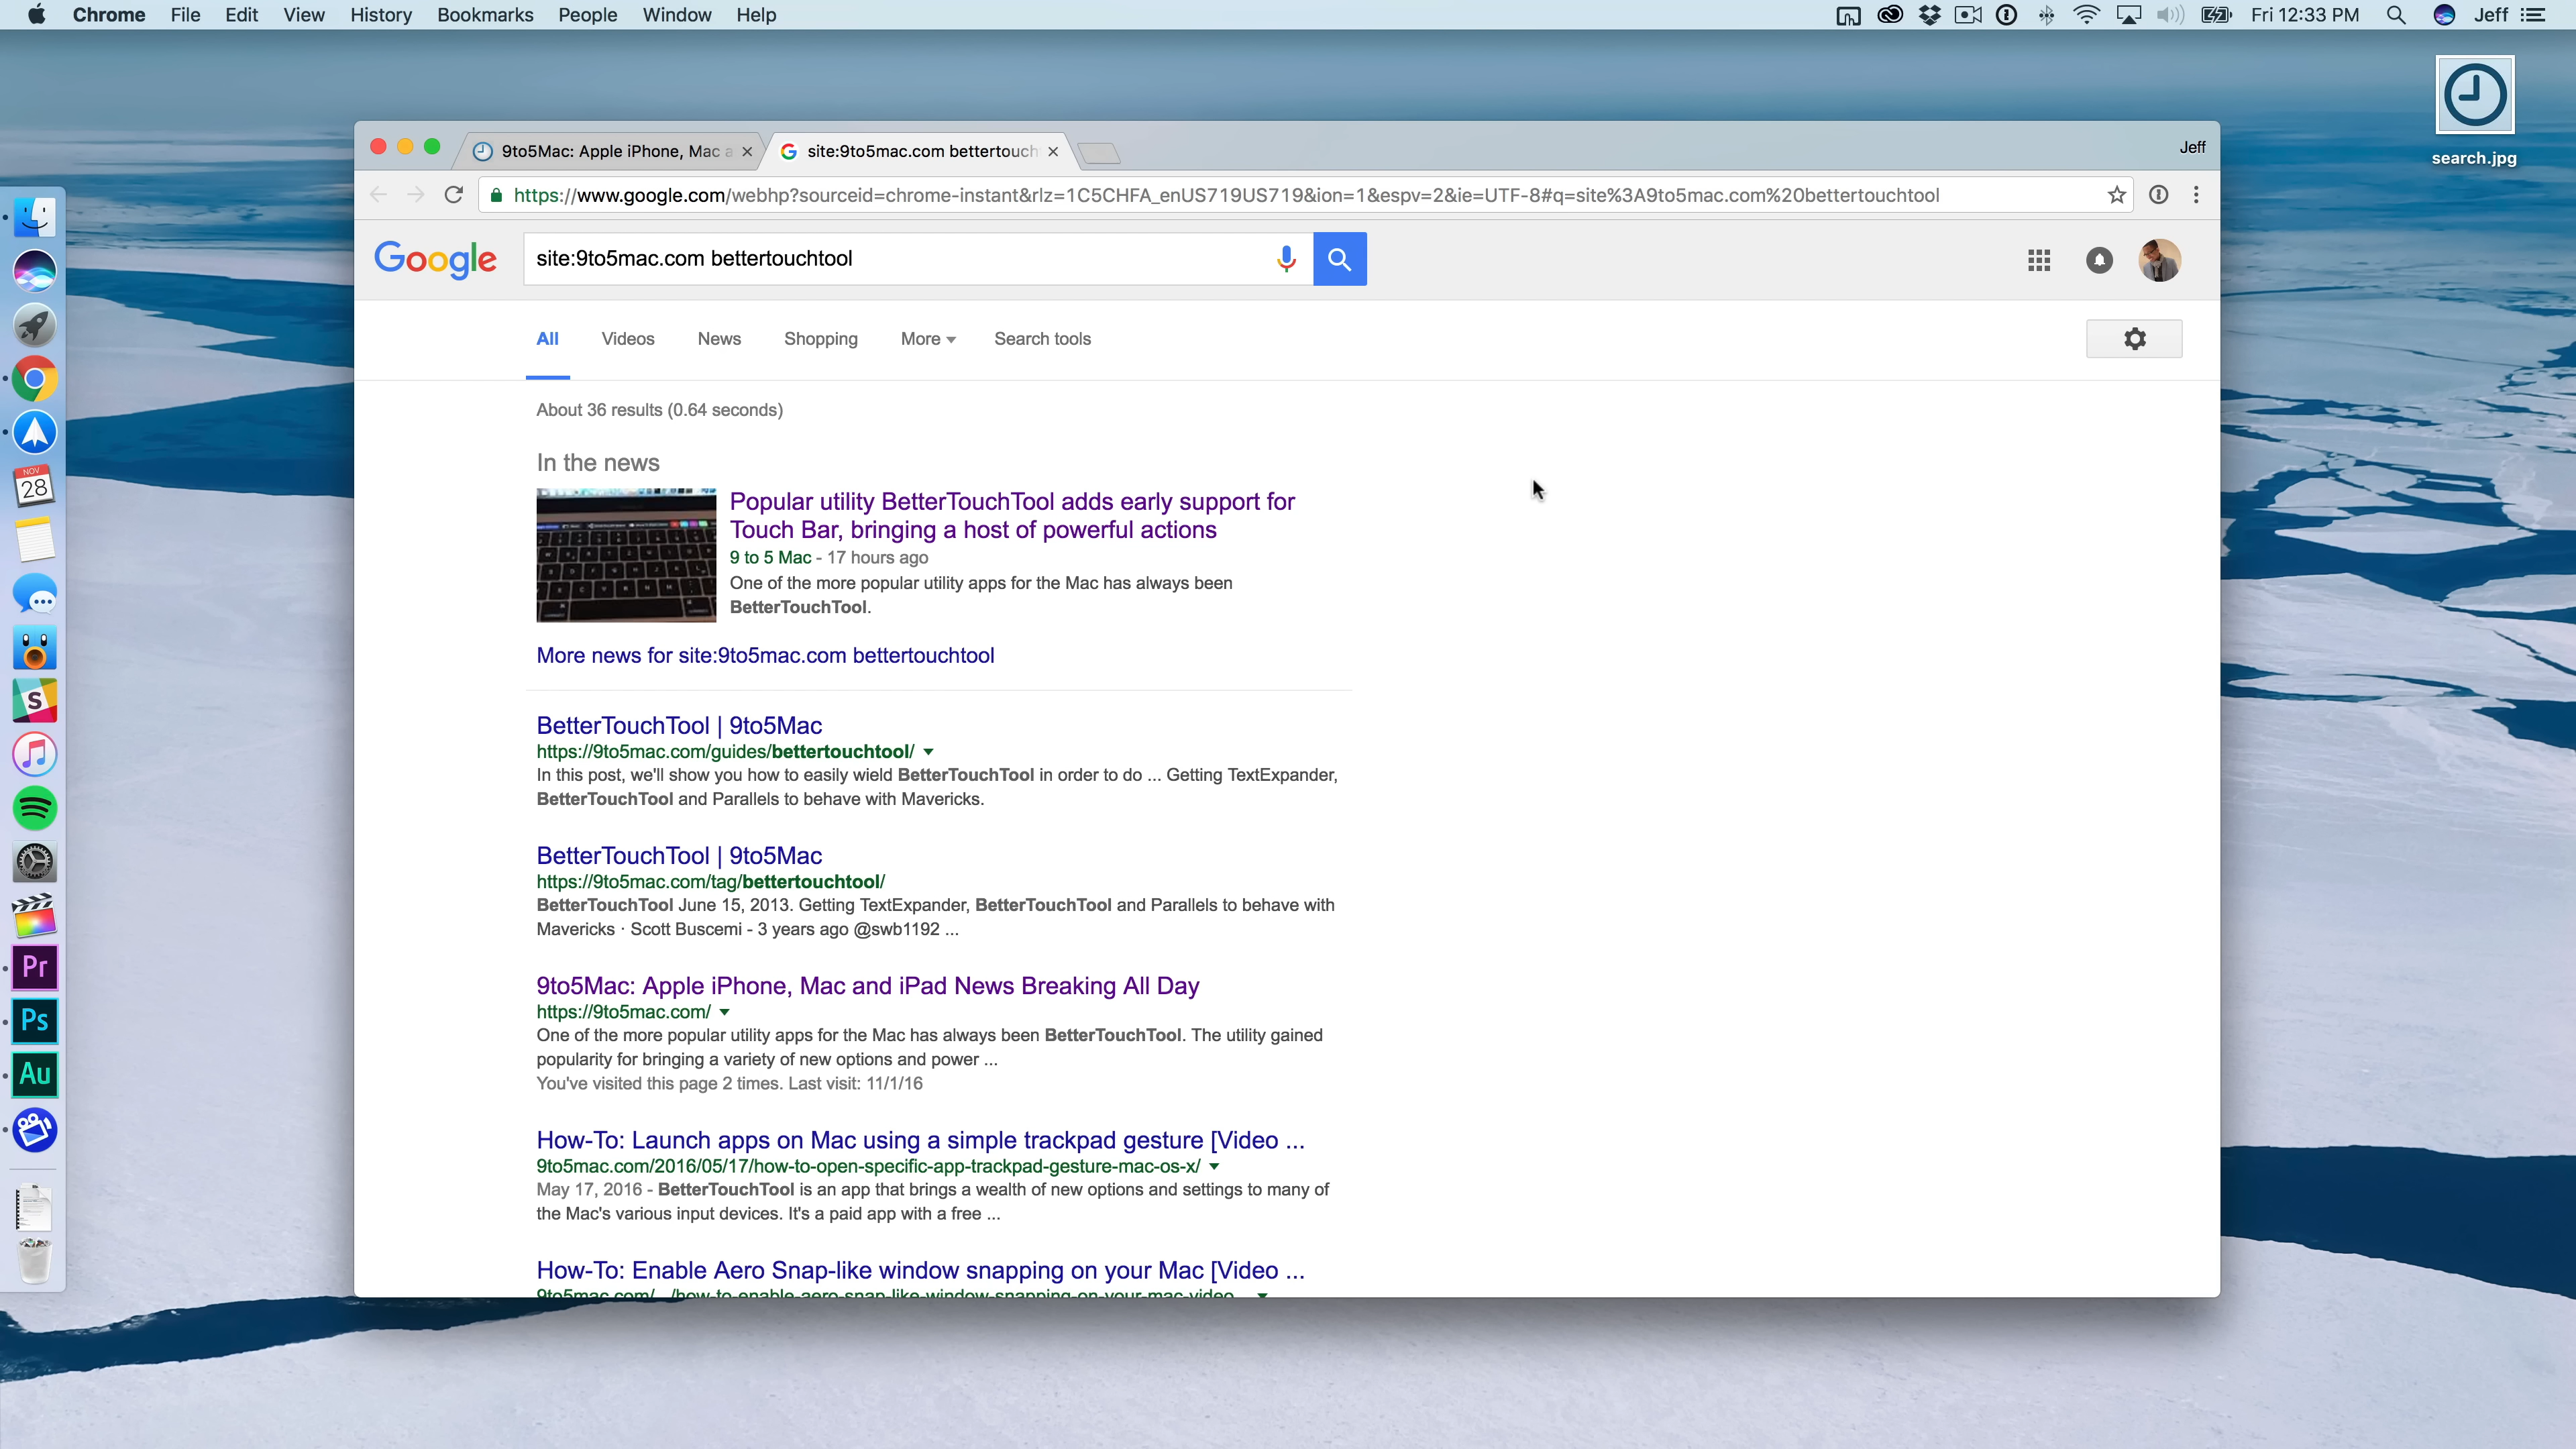 Chrome File Edit View History Bookmarks People Window Help
Fri 12:33 PM Jeff
search.jpg
9to5Mac: Apple iPhone, Mac a
site:9to5mac.com bettertouch
Jeff
https://www.google.com/webhp?sourceid=chrome-instant&rlz=1C5CHFA_enUS719US719&ion=1&espv=2&ie=UTF-8#q=site%3A9to5mac.com%20bettertouchtool
Google
site:9to5mac.com bettertouchtool
All Videos News Shopping More Search tools
About 36 results (0.64 seconds)
In the news
Popular utility BetterTouchTool adds early support for
Touch Bar, bringing a host of powerful actions
9 to 5 Mac - 17 hours ago
One of the more popular utility apps for the Mac has always been
BetterTouchTool.
More news for site:9to5mac.com bettertouchtool
BetterTouchTool | 9to5Mac
https://9to5mac.com/guides/bettertouchtool/
In this post, we'll show you how to easily wield BetterTouchTool in order to do ... Getting TextExpander,
BetterTouchTool and Parallels to behave with Mavericks.
BetterTouchTool | 9to5Mac
https://9to5mac.com/tag/bettertouchtool/
BetterTouchTool June 15, 2013. Getting TextExpander, BetterTouchTool and Parallels to behave with
Mavericks · Scott Buscemi - 3 years ago @swb1192 ...
9to5Mac: Apple iPhone, Mac and iPad News Breaking All Day
https://9to5mac.com/
One of the more popular utility apps for the Mac has always been BetterTouchTool. The utility gained
popularity for bringing a variety of new options and power ...
You've visited this page 2 times. Last visit: 11/1/16
How-To: Launch apps on Mac using a simple trackpad gesture [Video ...
9to5mac.com/2016/05/17/how-to-open-specific-app-trackpad-gesture-mac-os-x/
May 17, 2016 - BetterTouchTool is an app that brings a wealth of new options and settings to many of
the Mac's various input devices. It's a paid app with a free ...
How-To: Enable Aero Snap-like window snapping on your Mac [Video ...
9to5mac.com/.../how-to-enable-aero-snap-like-window-snapping-on-your-mac-video...
NOV
28
S
Pr
Ps
Au